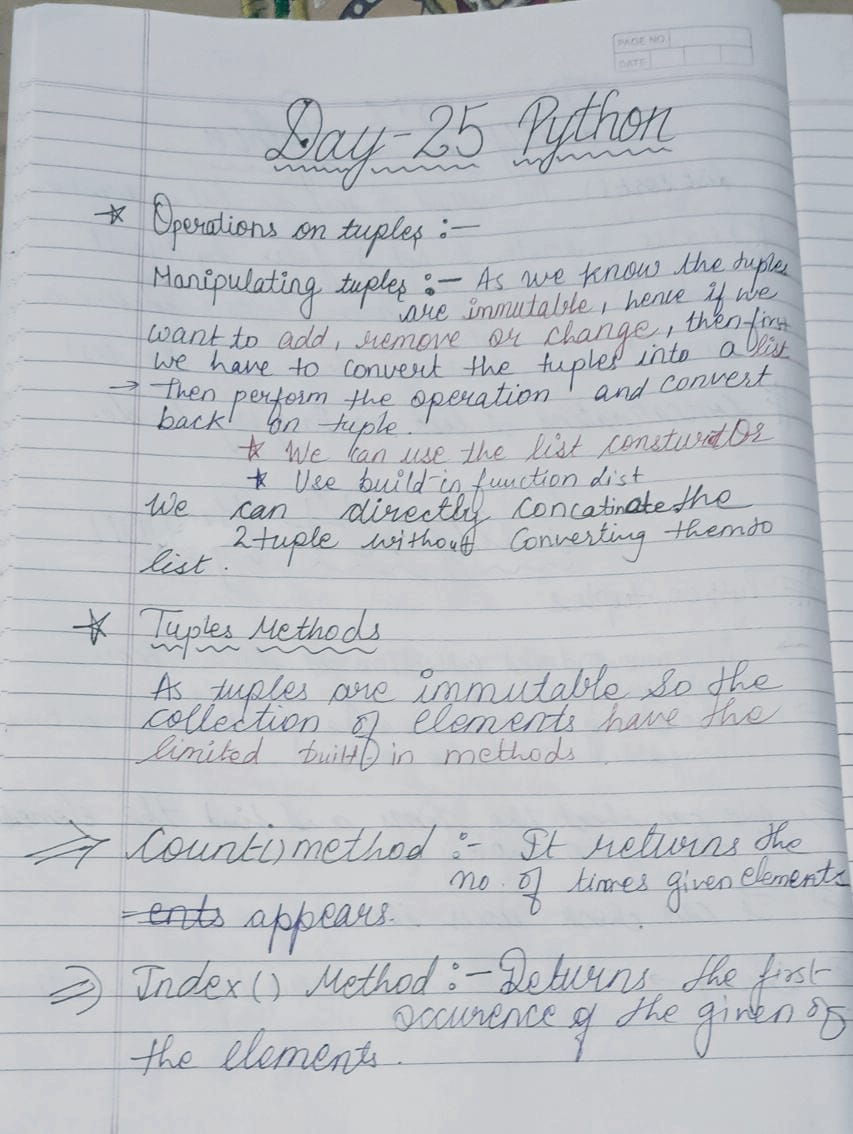 PAGE NO.
DATE
Day-25 Python
* Operations on tuples :-
Manipulating tuples :- As we know the tuples
are immutable, hence if we
want to add, remove or change, then first
we have to convert the tuples into a list
→ then perform the operation and convert
back on tuple.
* We can use the list
* Use build-in function dist
We can directly concatinate the
2 tuple without Converting them to
list.
* Tuples Methods
As tuples are immutable so the
collection of elements have the
limited built in methods
⇒ Count() method :- It returns the
no. of times given elements
ents appears.
⇒ Index() Method :- Returns the first
occurence of the given of
the elements.